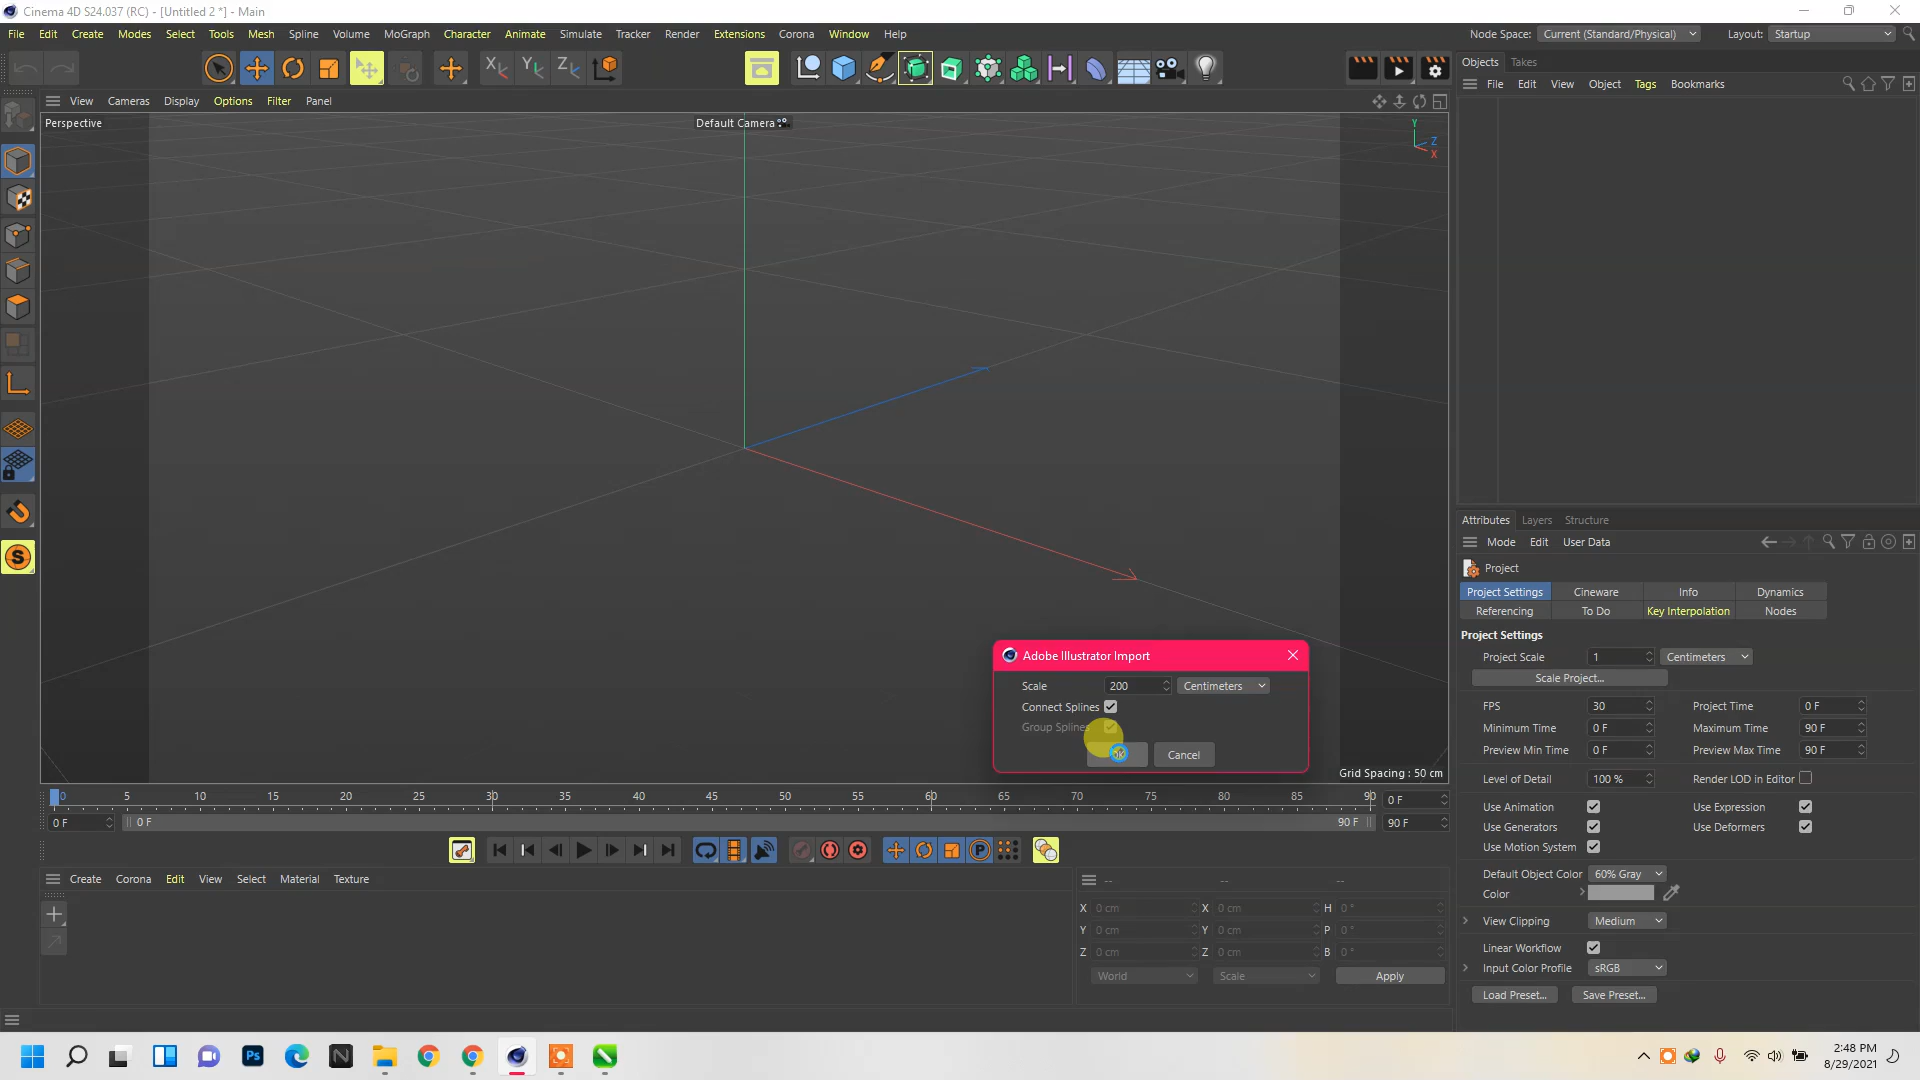 Cinema 4D S24.037 (RC) - [Untitled 2 *] - Main
File Edit Create Modes Select Tools Mesh Spline Volume MoGraph Character Animate Simulate Tracker Render Extensions Corona Window Help
Node Space: Current (Standard/Physical) Layout: Startup
Objects Takes
File Edit View Object Tags Bookmarks
View Cameras Display Options Filter Panel
Perspective
Default Camera
Y
Z
X
Adobe Illustrator Import
Scale 200 Centimeters
Connect Splines
Group Splines
Cancel
Grid Spacing : 50 cm
0 5 10 15 20 25 30 35 40 45 50 55 60 65 70 75 80 85 90 0 F
0 F 0 F 90 F 90 F
Create Corona Edit View Select Material Texture
-- -- --
X 0 cm X 0 cm H 0 °
Y 0 cm Y 0 cm P 0 °
Z 0 cm Z 0 cm B 0 °
World Scale Apply
Attributes Layers Structure
Mode Edit User Data
Project
Project Settings Cineware Info Dynamics
Referencing To Do Key Interpolation Nodes
Project Settings
Project Scale 1 Centimeters
Scale Project...
FPS 30 Project Time 0 F
Minimum Time 0 F Maximum Time 90 F
Preview Min Time 0 F Preview Max Time 90 F
Level of Detail 100 % Render LOD in Editor
Use Animation Use Expression
Use Generators Use Deformers
Use Motion System
Default Object Color 60% Gray
Color
View Clipping Medium
Linear Workflow
Input Color Profile sRGB
Load Preset... Save Preset...
2:48 PM
8/29/2021